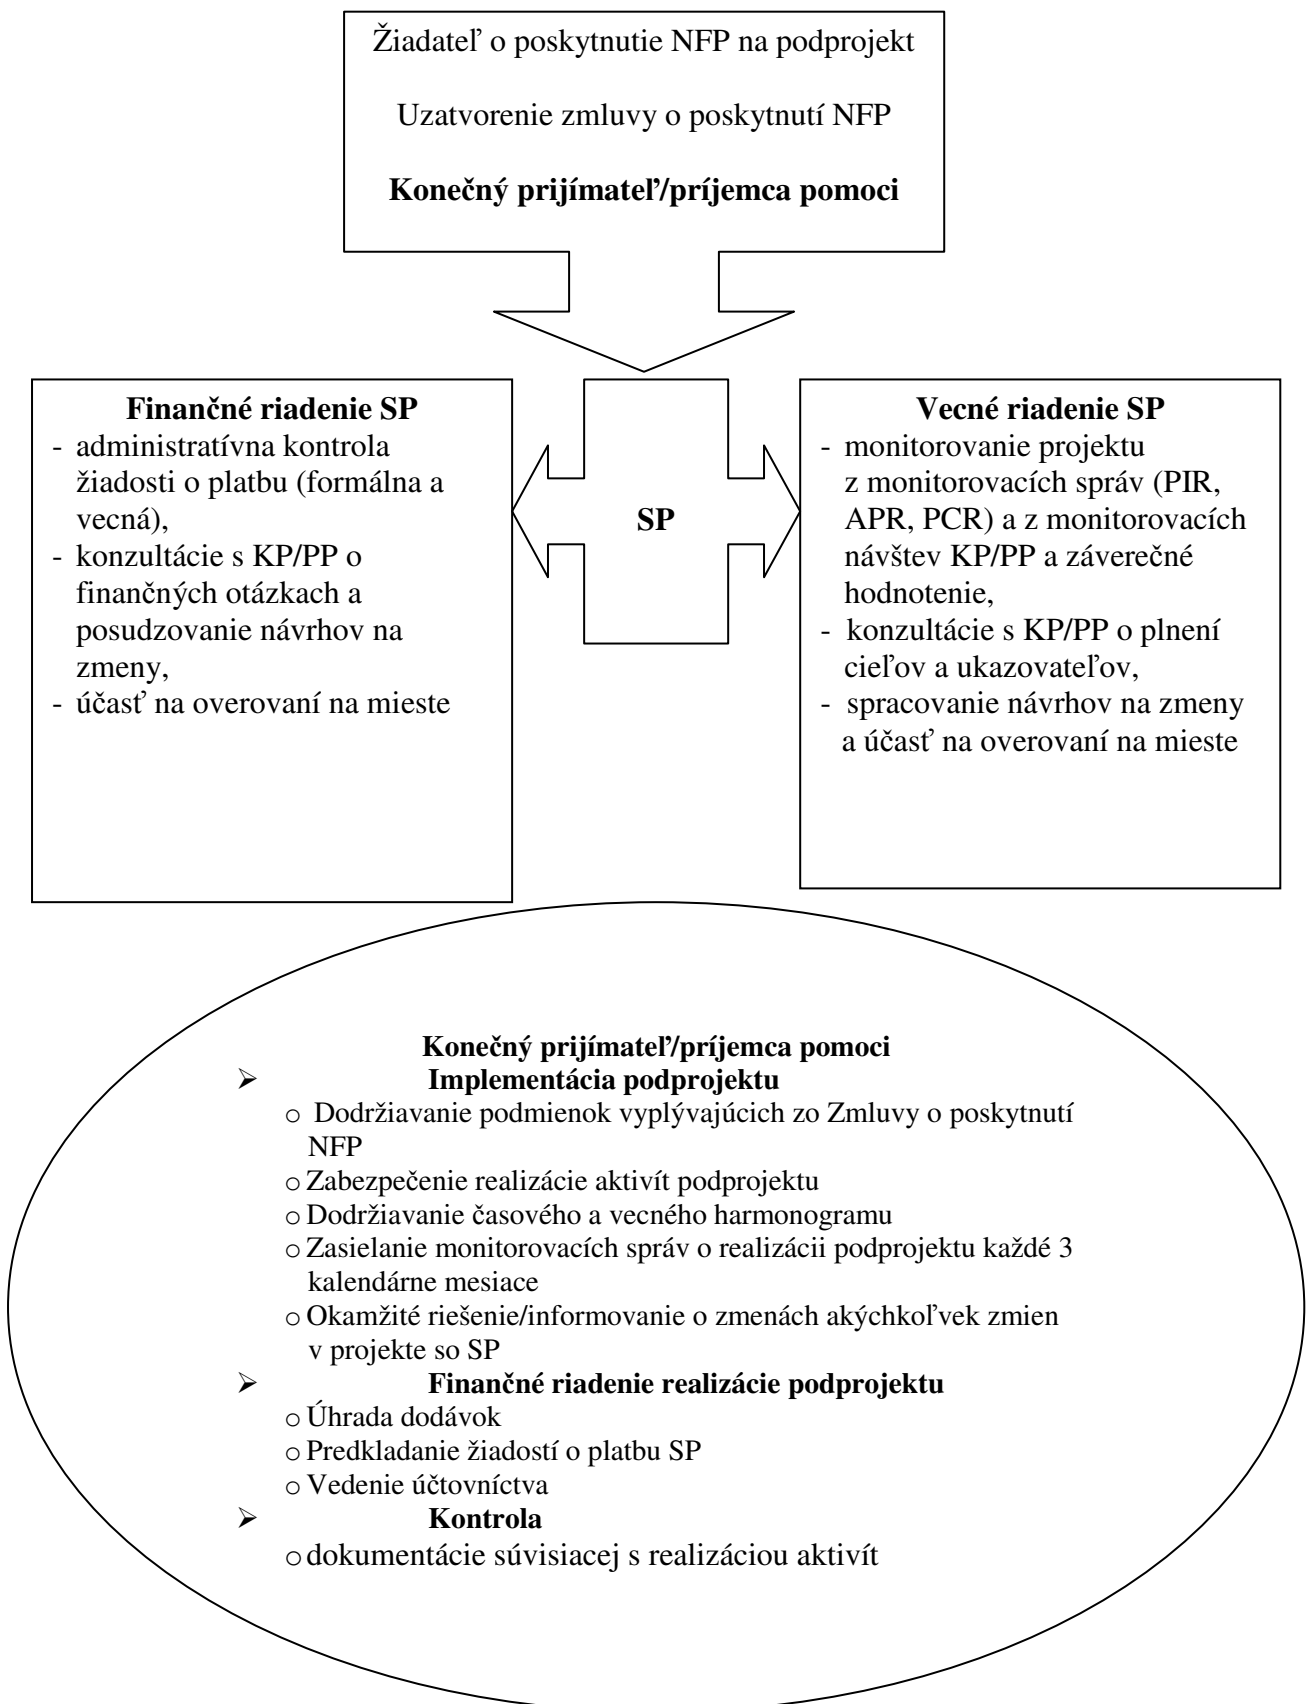 Žiadateľ o poskytnutie NFP na podprojekt
Uzatvorenie zmluvy o poskytnutí NFP
Konečný prijímateľ/príjemca pomoci
Finančné riadenie SP
- administratívna kontrola
žiadosti o platbu (formálna a
vecná),
- konzultácie s KP/PP o
finančných otázkach a
posudzovanie návrhov na
zmeny,
- účasť na overovaní na mieste
SP
Vecné riadenie SP
- monitorovanie projektu
z monitorovacích správ (PIR,
APR, PCR) a z monitorovacích
návštev KP/PP a záverečné
hodnotenie,
- konzultácie s KP/PP o plnení
cieľov a ukazovateľov,
- spracovanie návrhov na zmeny
a účasť na overovaní na mieste
Konečný prijímateľ/príjemca pomoci
➢ Implementácia podprojektu
o Dodržiavanie podmienok vyplývajúcich zo Zmluvy o poskytnutí
NFP
o Zabezpečenie realizácie aktivít podprojektu
o Dodržiavanie časového a vecného harmonogramu
o Zasielanie monitorovacích správ o realizácii podprojektu každé 3
kalendárne mesiace
o Okamžité riešenie/informovanie o zmenách akýchkoľvek zmien
v projekte so SP
➢ Finančné riadenie realizácie podprojektu
o Úhrada dodávok
o Predkladanie žiadostí o platbu SP
o Vedenie účtovníctva
➢ Kontrola
o dokumentácie súvisiacej s realizáciou aktivít